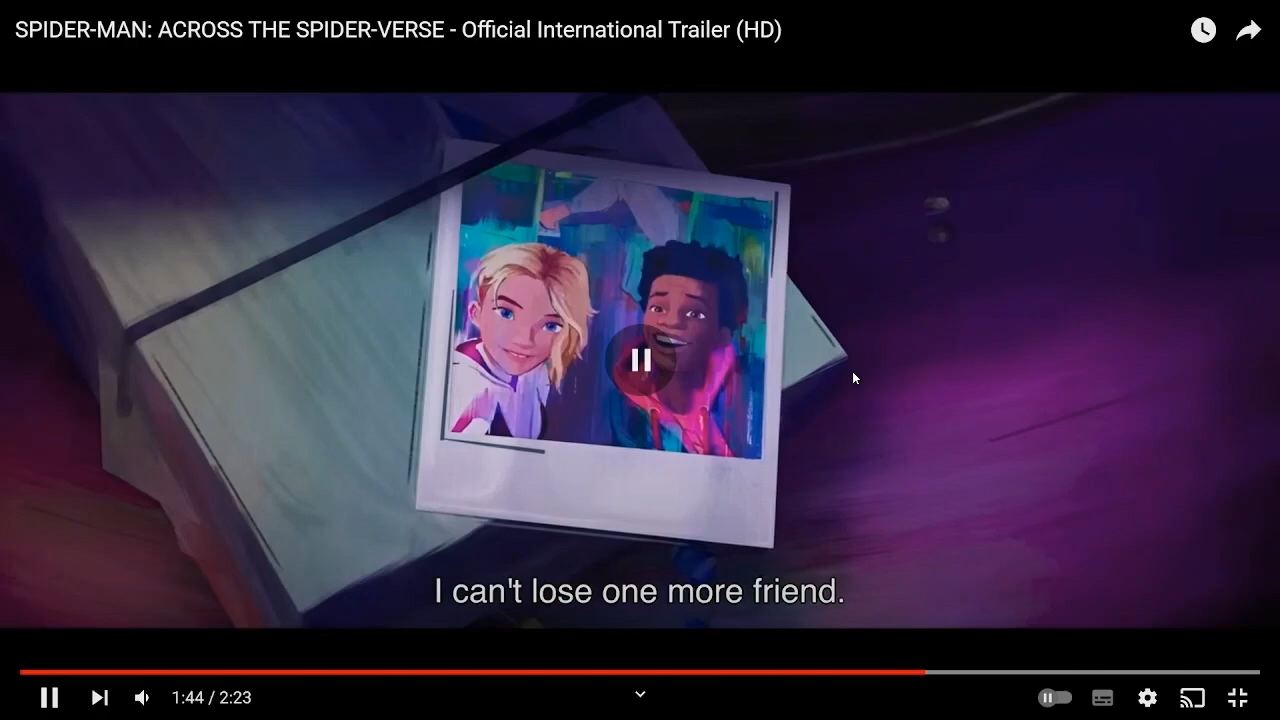 SPIDER-MAN: ACROSS THE SPIDER-VERSE - Official International Trailer (HD)
I can't lose one more friend.
1:44 / 2:23